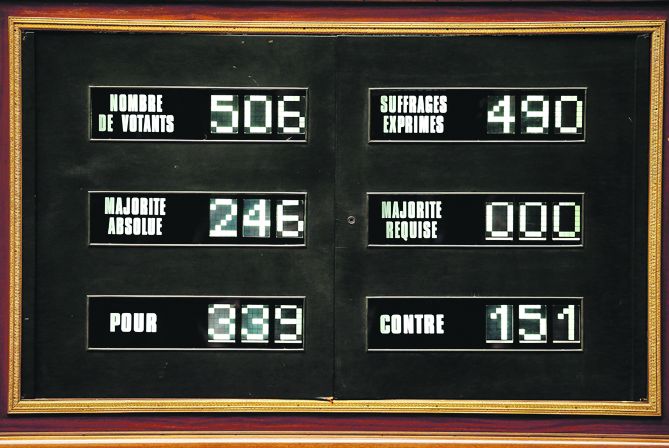 NOMBRE
DE VOTANTS
506
SUFFRAGES
EXPRIMES
490
MAJORITE
ABSOLUE
246
MAJORITE
REQUISE
000
POUR
339
CONTRE
151